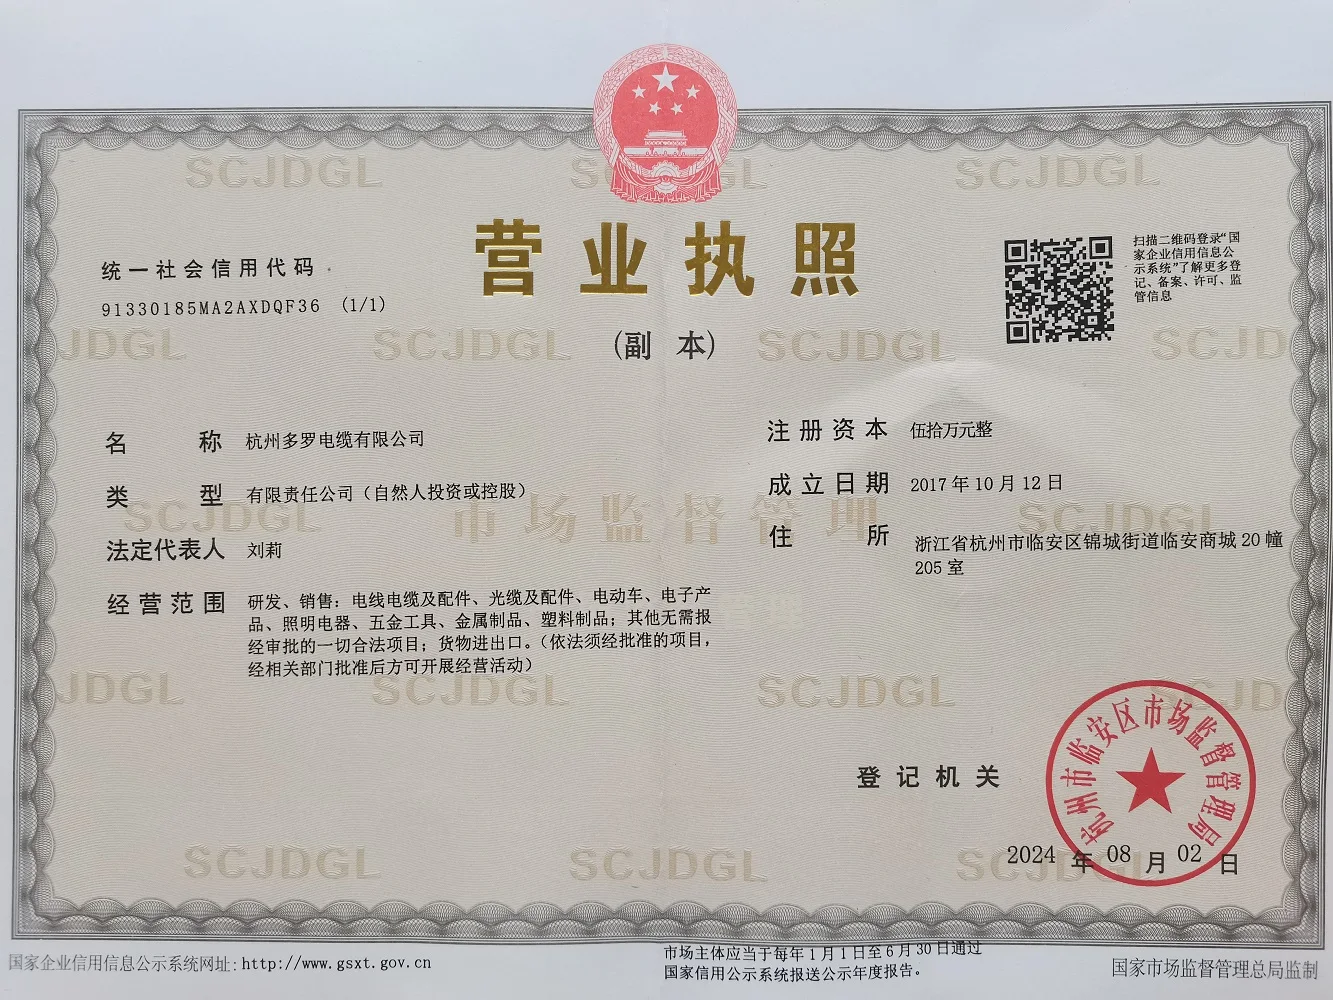 SCJDGL SCJDGL SCJDGL
营业执照
(副 本)
统一社会信用代码
91330185MA2AXDQF36 (1/1)
扫描二维码登录“国
家企业信用信息公
示系统”了解更多登
记、备案、许可、监
管信息
JDGL SCJDGL SCJDGL SCJD
名 称 杭州多罗电缆有限公司
类 型 有限责任公司（自然人投资或控股）
法定代表人 刘莉
经营范围 研发、销售：电线电缆及配件、光缆及配件、电动车、电子产
品、照明电器、五金工具、金属制品、塑料制品；其他无需报
经审批的一切合法项目；货物进出口。（依法须经批准的项目，
经相关部门批准后方可开展经营活动）
注册资本 伍拾万元整
成立日期 2017年10月12日
住 所 浙江省杭州市临安区锦城街道临安商城20幢
205室
SCJDGL 市场监督管理 SCJDGL
JDGL SCJDGL SCJDGL SCJD
登记机关
杭州市临安区市场监督管理局
2024 年 08 月 02 日
SCJDGL SCJDGL SCJDGL
国家企业信用信息公示系统网址:http://www.gsxt.gov.cn
市场主体应当于每年1月1日至6月30日通过
国家信用公示系统报送公示年度报告。
国家市场监督管理总局监制